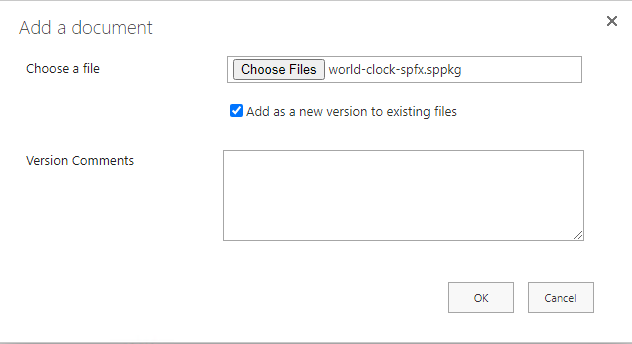 Add a document
Choose a file
Choose Files world-clock-spfx.sppkg
Add as a new version to existing files
Version Comments
OK
Cancel